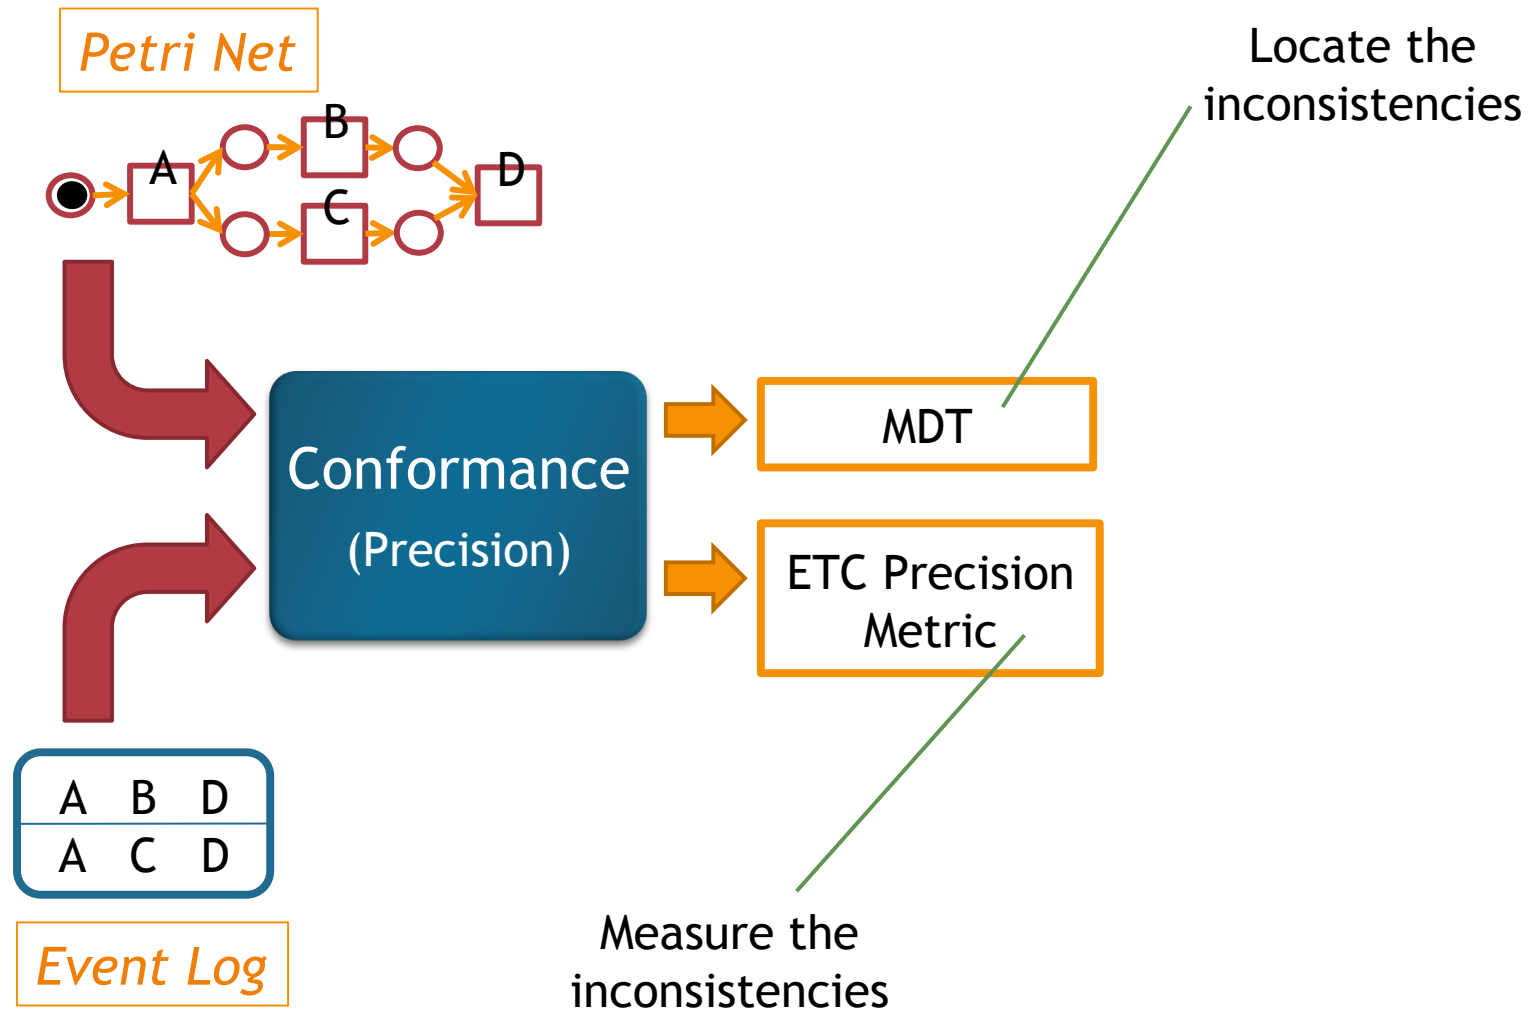 Petri Net
Locate the
inconsistencies
B
A
D
C
Conformance
(Precision)
MDT
ETC Precision
Metric
A B D
A C D
Event Log
Measure the
inconsistencies